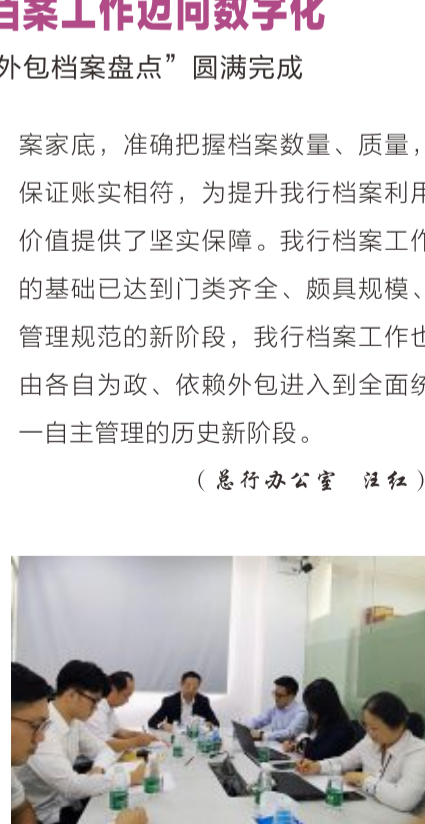 档案工作迈向数字化
外包档案盘点”圆满完成
案家底，准确把握档案数量、质量，
保证账实相符，为提升我行档案利用
价值提供了坚实保障。我行档案工作
的基础已达到门类齐全、颇具规模、
管理规范的新阶段，我行档案工作也
由各自为政、依赖外包进入到全面统
一自主管理的历史新阶段。
（总行办公室　汪红）